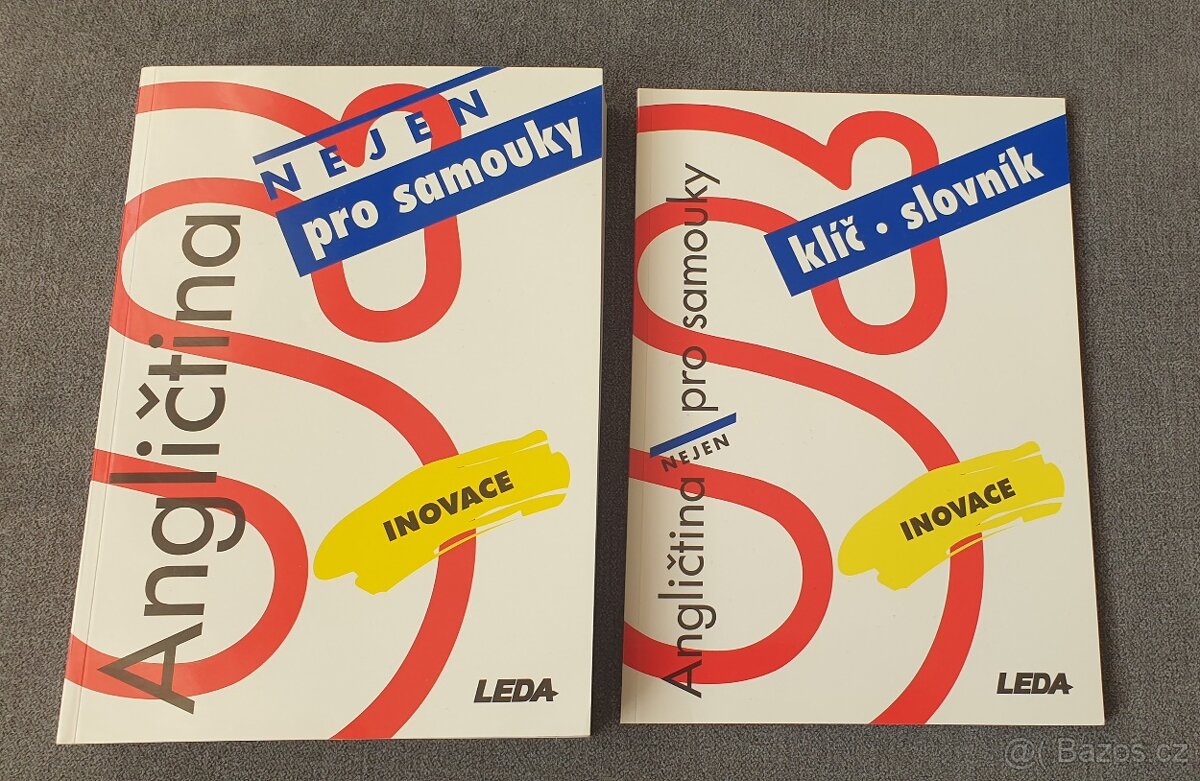 Angličtina
NEJEN
pro samouky
INOVACE
LEDA
klíč · slovník
Angličtina pro samouky
NEJEN
INOVACE
LEDA
@( Bazos.cz